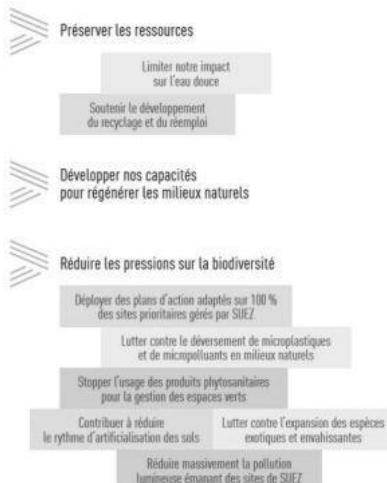 Préserver les ressources
Limiter notre impact
sur l'eau douce
Soutenir le développement
du recyclage et du réemploi
Développer nos capacités
pour régénérer les milieux naturels
Réduire les pressions sur la biodiversité
Déployer des plans d'action adaptés sur 100 %
des sites prioritaires gérés par SUEZ
Lutter contre le déversement de microplastiques
et de micropolluants en milieux naturels
Stopper l'usage des produits phytosanitaires
pour la gestion des espaces verts
Contribuer à réduire
le rythme d'artificialisation des sols
Lutter contre l'expansion des espèces
exotiques et envahissantes
Réduire massivement la pollution
lumineuse émanant des sites de SUEZ